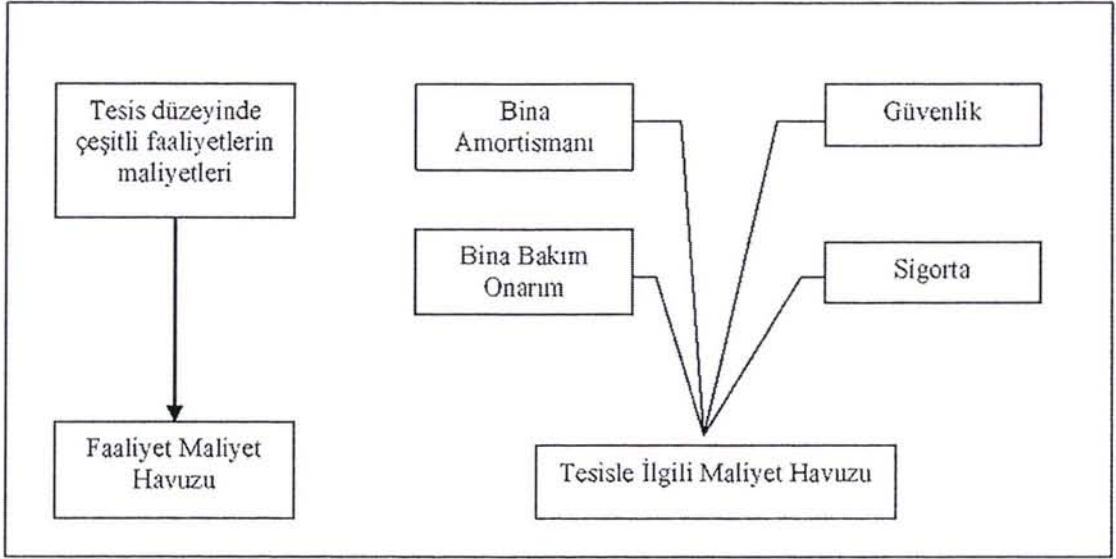 Tesis düzeyinde
çeşitli faaliyetlerin
maliyetleri
Bina
Amortismanı
Güvenlik
Bina Bakım
Onarım
Sigorta
Faaliyet Maliyet
Havuzu
Tesisle İlgili Maliyet Havuzu